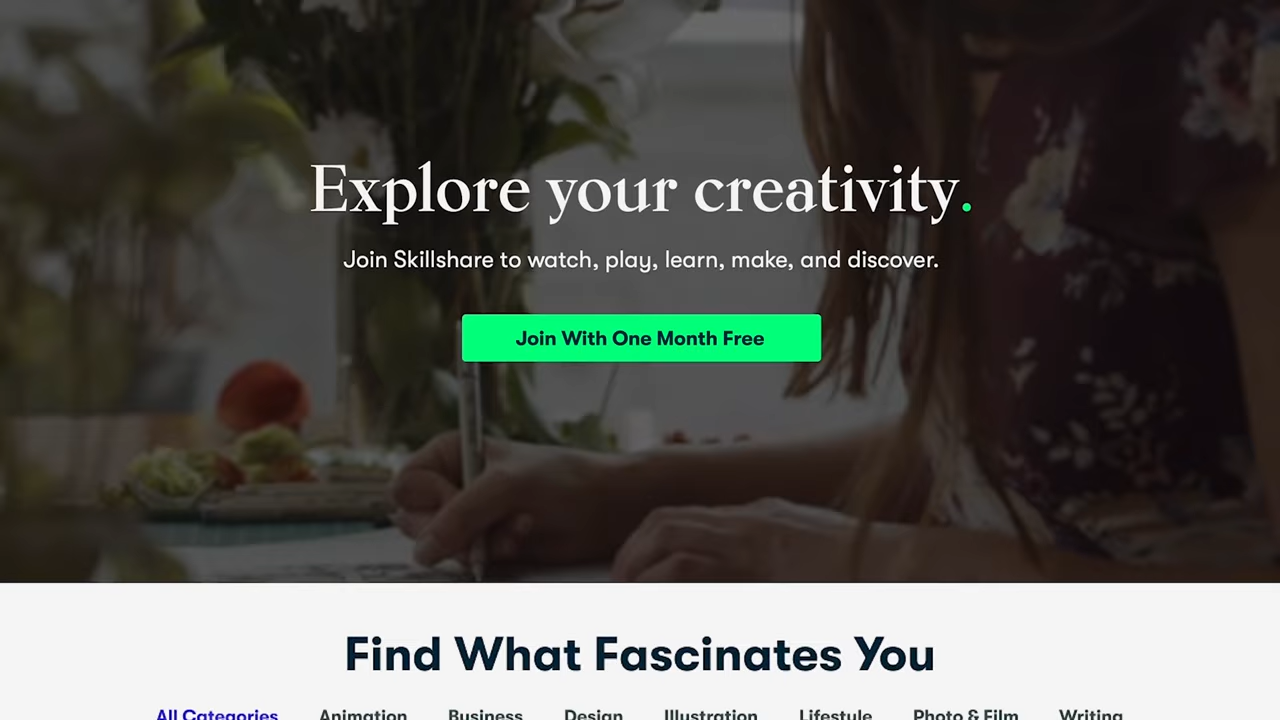 Explore your creativity.
Join Skillshare to watch, play, learn, make, and discover.
Join With One Month Free
Find What Fascinates You
All Categories Animation Business Design Illustration Lifestyle Photo & Film Writing